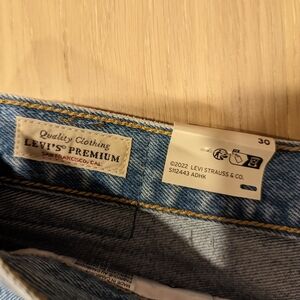 Quality Clothing
LEVI'S® PREMIUM
SAN FRANCISCO, CAL.
30
©2022 LEVI STRAUSS & CO.
S112443 ADHK